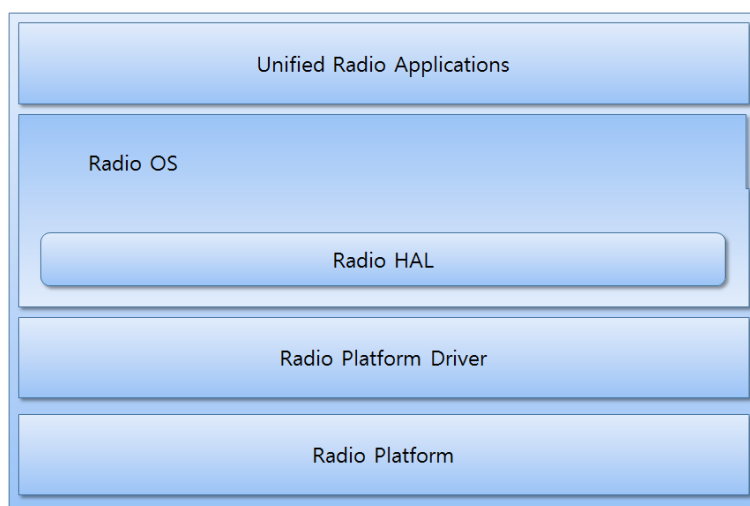 Unified Radio Applications
Radio OS
Radio HAL
Radio Platform Driver
Radio Platform